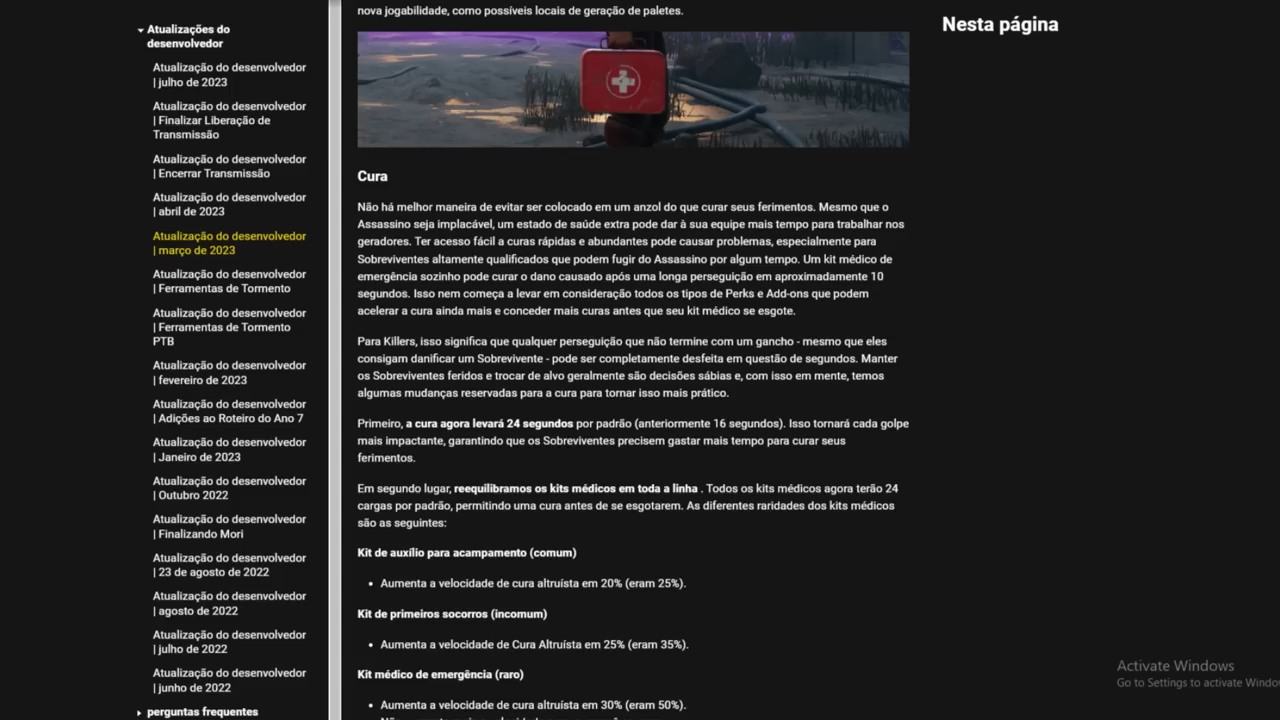 Atualizações do
desenvolvedor
Atualização do desenvolvedor
| julho de 2023
Atualização do desenvolvedor
| Finalizar Liberação de
Transmissão
Atualização do desenvolvedor
| Encerrar Transmissão
Atualização do desenvolvedor
| abril de 2023
Atualização do desenvolvedor
| março de 2023
Atualização do desenvolvedor
| Ferramentas de Tormento
Atualização do desenvolvedor
| Ferramentas de Tormento
PTB
Atualização do desenvolvedor
| fevereiro de 2023
Atualização do desenvolvedor
| Adições ao Roteiro do Ano 7
Atualização do desenvolvedor
| Janeiro de 2023
Atualização do desenvolvedor
| Outubro 2022
Atualização do desenvolvedor
| Finalizando Mori
Atualização do desenvolvedor
| 23 de agosto de 2022
Atualização do desenvolvedor
| agosto de 2022
Atualização do desenvolvedor
| julho de 2022
Atualização do desenvolvedor
| junho de 2022
perguntas frequentes
nova jogabilidade, como possíveis locais de geração de paletes.
Cura
Não há melhor maneira de evitar ser colocado em um anzol do que curar seus ferimentos. Mesmo que o
Assassino seja implacável, um estado de saúde extra pode dar à sua equipe mais tempo para trabalhar nos
geradores. Ter acesso fácil a curas rápidas e abundantes pode causar problemas, especialmente para
Sobreviventes altamente qualificados que podem fugir do Assassino por algum tempo. Um kit médico de
emergência sozinho pode curar o dano causado após uma longa perseguição em aproximadamente 10
segundos. Isso nem começa a levar em consideração todos os tipos de Perks e Add-ons que podem
acelerar a cura ainda mais e conceder mais curas antes que seu kit médico se esgote.
Para Killers, isso significa que qualquer perseguição que não termine com um gancho - mesmo que eles
consigam danificar um Sobrevivente - pode ser completamente desfeita em questão de segundos. Manter
os Sobreviventes feridos e trocar de alvo geralmente são decisões sábias e, com isso em mente, temos
algumas mudanças reservadas para a cura para tornar isso mais prático.
Primeiro, a cura agora levará 24 segundos por padrão (anteriormente 16 segundos). Isso tornará cada golpe
mais impactante, garantindo que os Sobreviventes precisem gastar mais tempo para curar seus
ferimentos.
Em segundo lugar, reequilibramos os kits médicos em toda a linha . Todos os kits médicos agora terão 24
cargas por padrão, permitindo uma cura antes de se esgotarem. As diferentes raridades dos kits médicos
são as seguintes:
Kit de auxílio para acampamento (comum)
• Aumenta a velocidade de cura altruísta em 20% (eram 25%).
Kit de primeiros socorros (incomum)
• Aumenta a velocidade de Cura Altruísta em 25% (eram 35%).
Kit médico de emergência (raro)
• Aumenta a velocidade de cura altruísta em 30% (eram 50%).
Nesta página
Activate Windows
Go to Settings to activate Windo